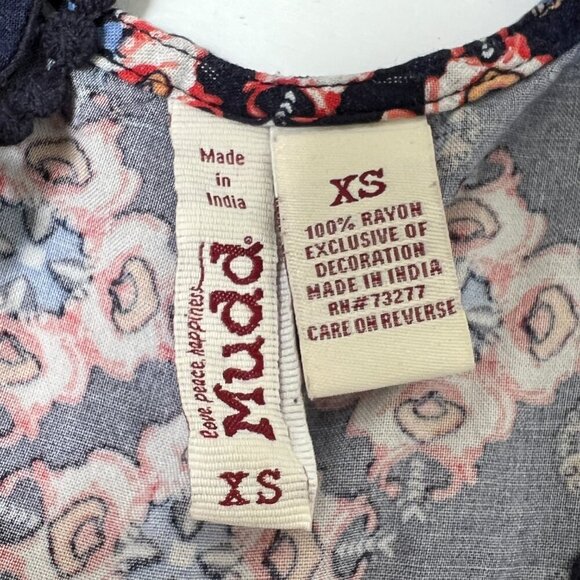 Made
in
India
love, peace, happiness
Mudd®
XS
XS
100% RAYON
EXCLUSIVE OF
DECORATION
MADE IN INDIA
RN#73277
CARE ON REVERSE